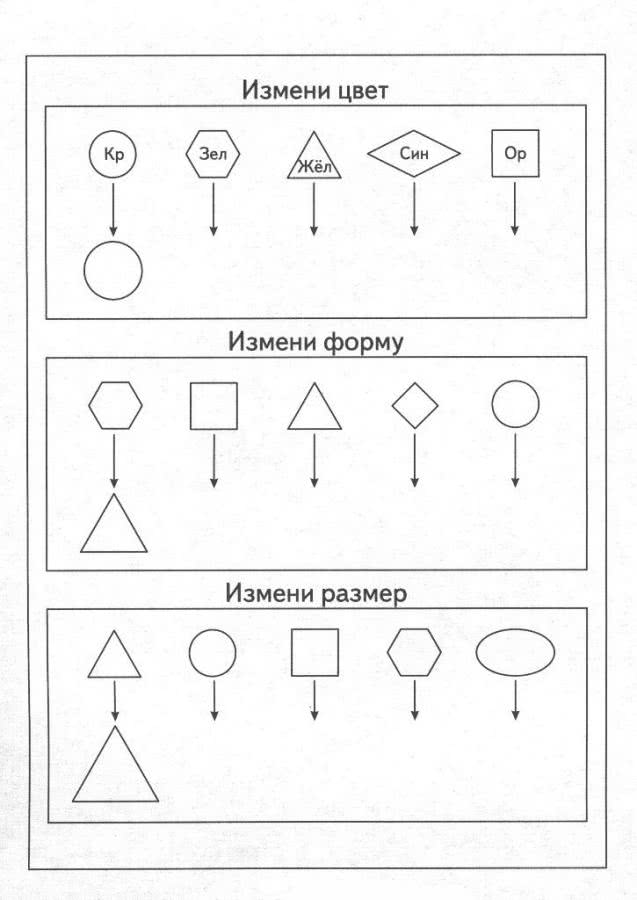 Измени цвет
Кр Зел Жёл Син Ор
Измени форму
Измени размер